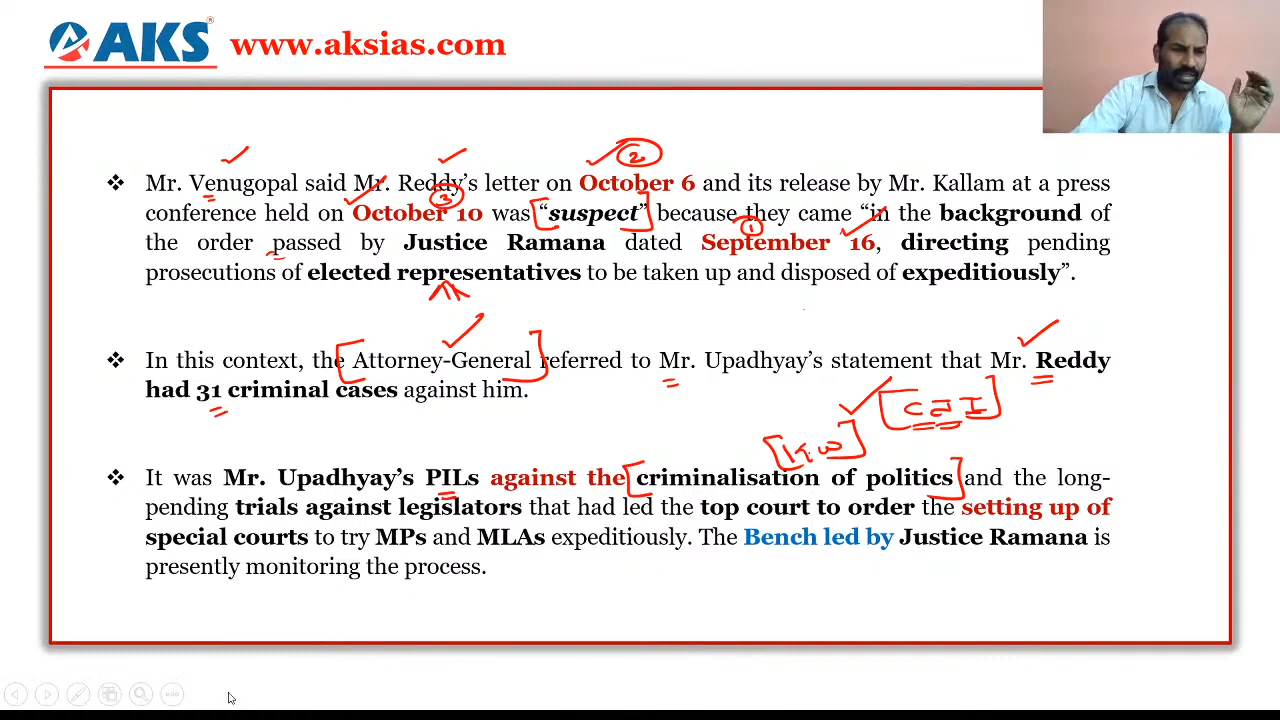 AKS
www.aksias.com
②
❖ Mr. Venugopal said Mr. Reddy's letter on October 6 and its release by Mr. Kallam at a press
③
conference held on October 10 was “suspect” because they came “in the background of
①
the order passed by Justice Ramana dated September 16, directing pending
prosecutions of elected representatives to be taken up and disposed of expeditiously”.
❖ In this context, the Attorney-General referred to Mr. Upadhyay's statement that Mr. Reddy
had 31 criminal cases against him.
❖ It was Mr. Upadhyay's PILs against the criminalisation of politics and the long-
pending trials against legislators that had led the top court to order the setting up of
special courts to try MPs and MLAs expeditiously. The Bench led by Justice Ramana is
presently monitoring the process.